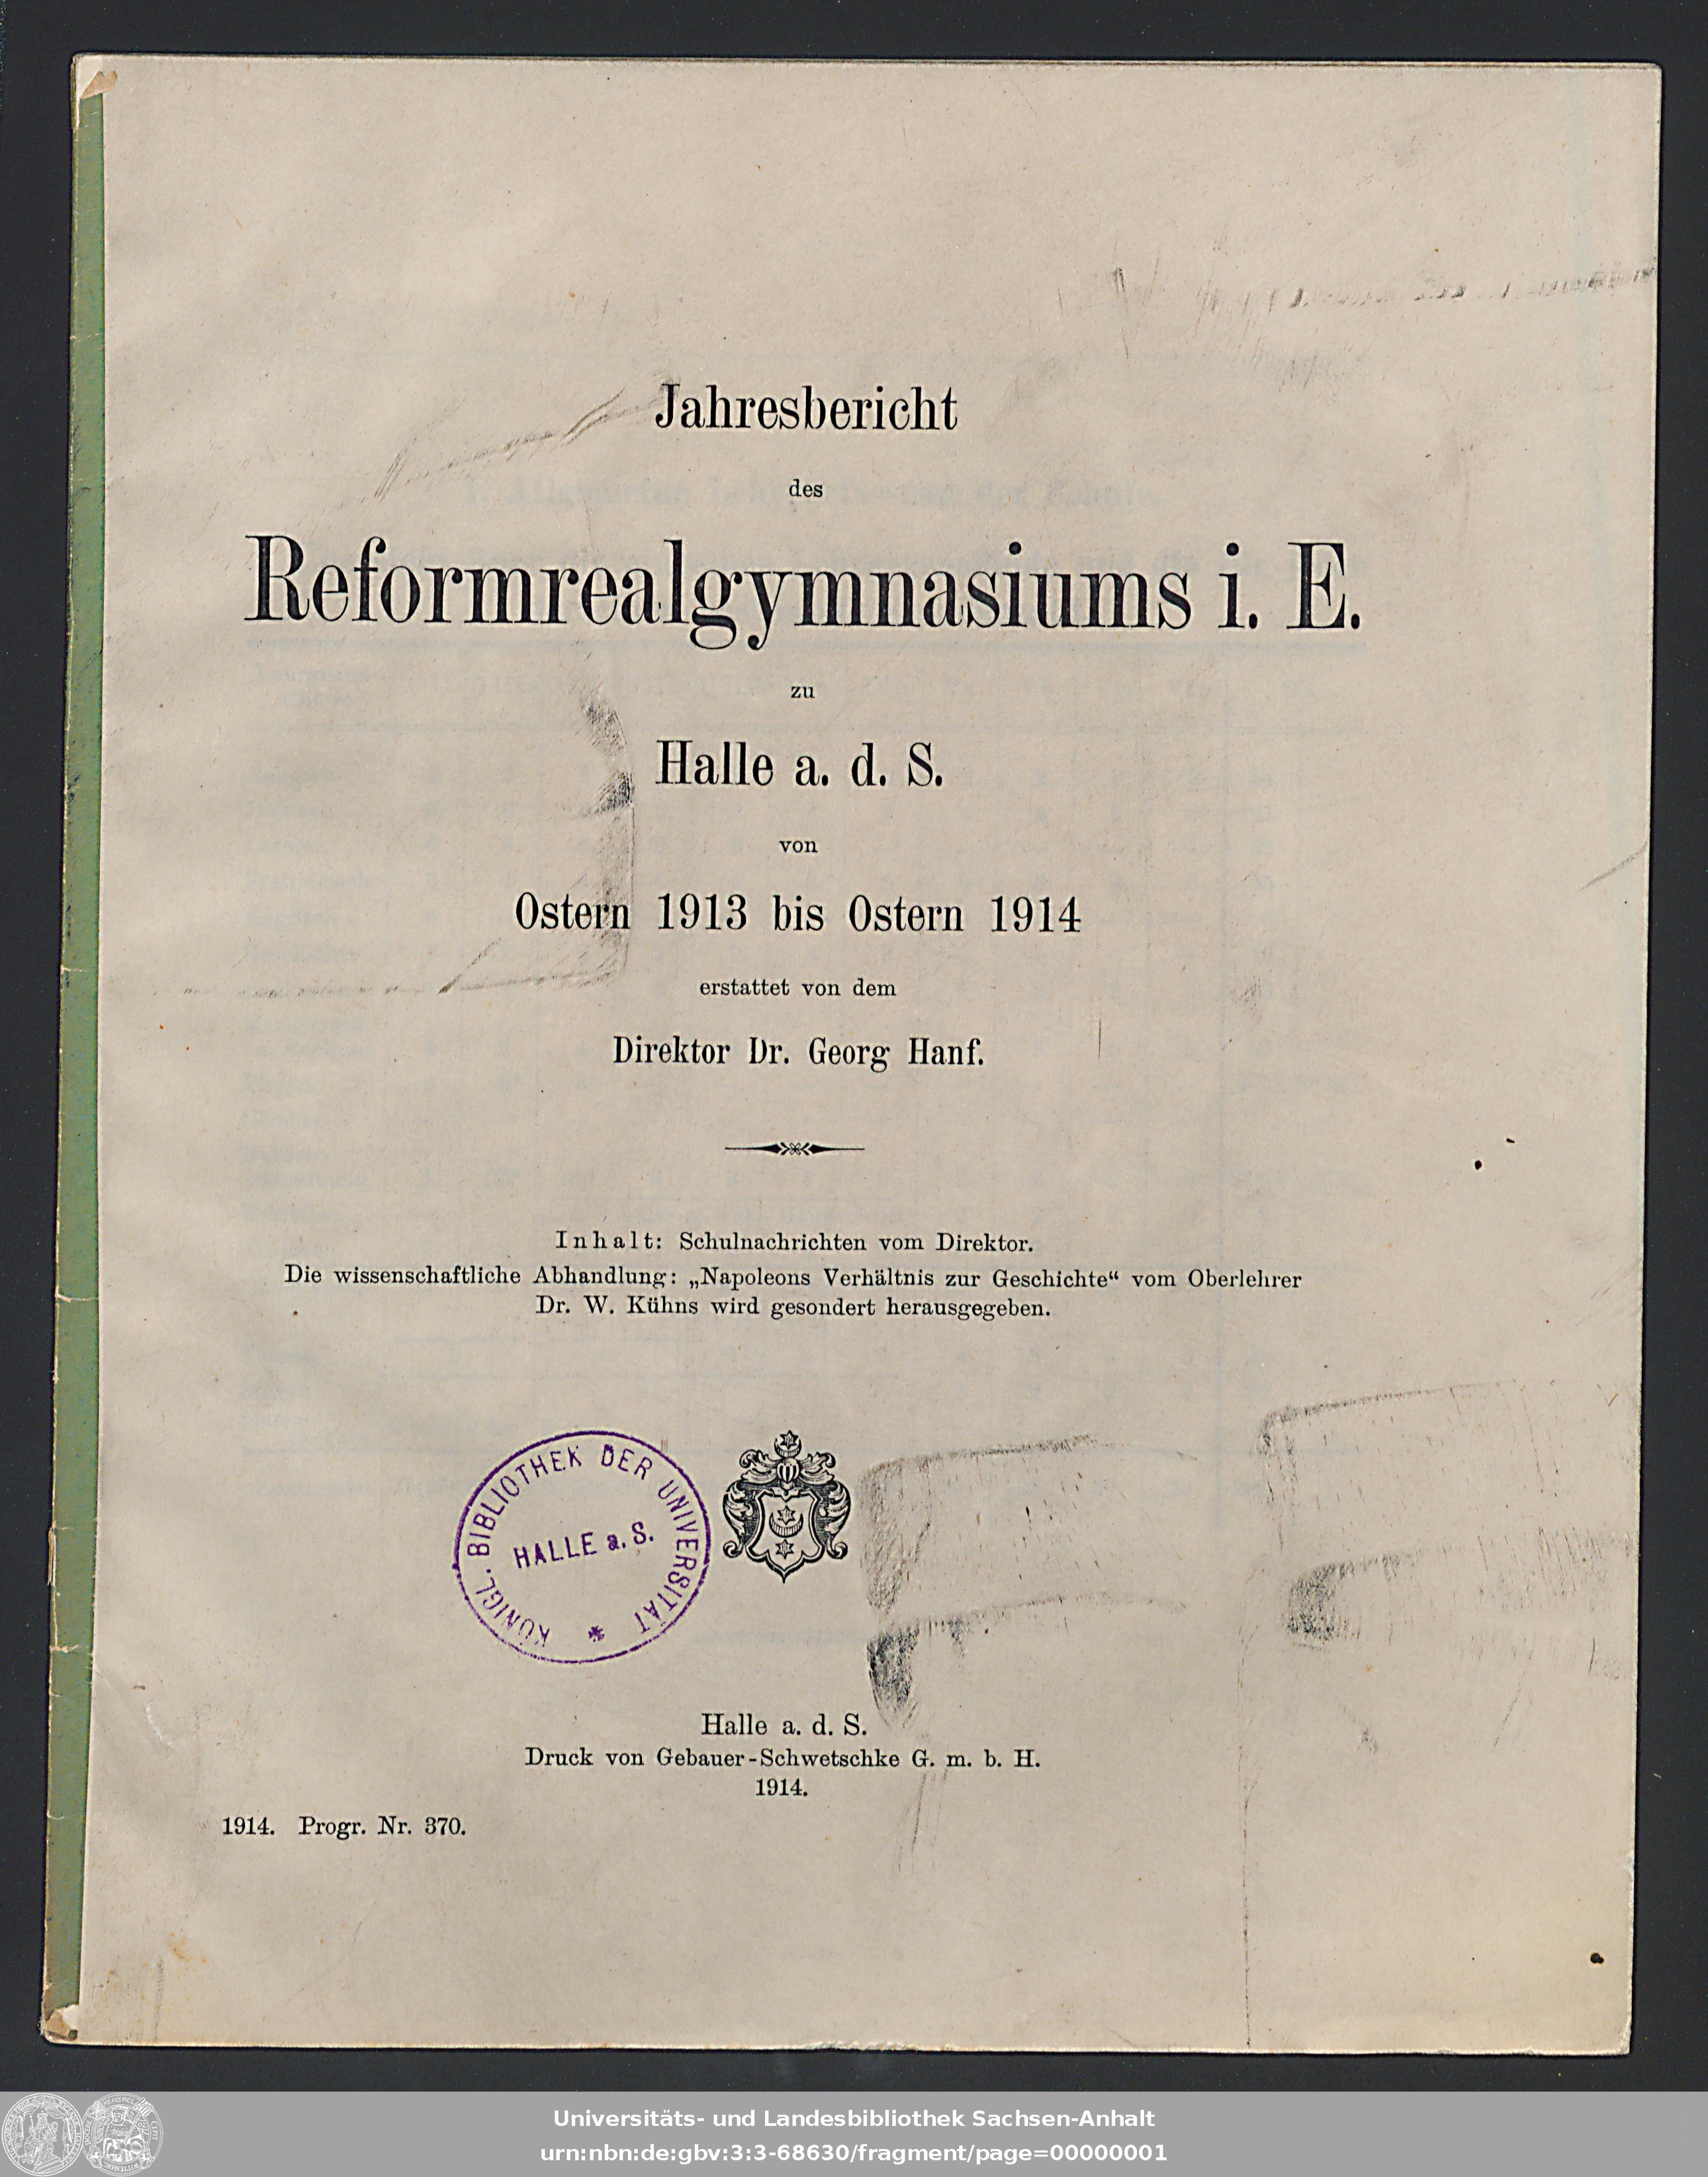 Jahresbericht
des
Reformrealgymnasiums i. E.
zu
Halle a. d. S.
von
Ostern 1913 bis Ostern 1914
erstattet von dem
Direktor Dr. Georg Hanf.
Inhalt: Schulnachrichten vom Direktor.
Die wissenschaftliche Abhandlung: „Napoleons Verhältnis zur Geschichte“ vom Oberlehrer
Dr. W. Kühns wird gesondert herausgegeben.
KÖNIGL. BIBLIOTHEK DER UNIVERSITÄT
HALLE a. S.
Halle a. d. S.
Druck von Gebauer-Schwetschke G. m. b. H.
1914.
1914. Progr. Nr. 370.
Universitäts- und Landesbibliothek Sachsen-Anhalt
urn:nbn:de:gbv:3:3-68630/fragment/page=00000001